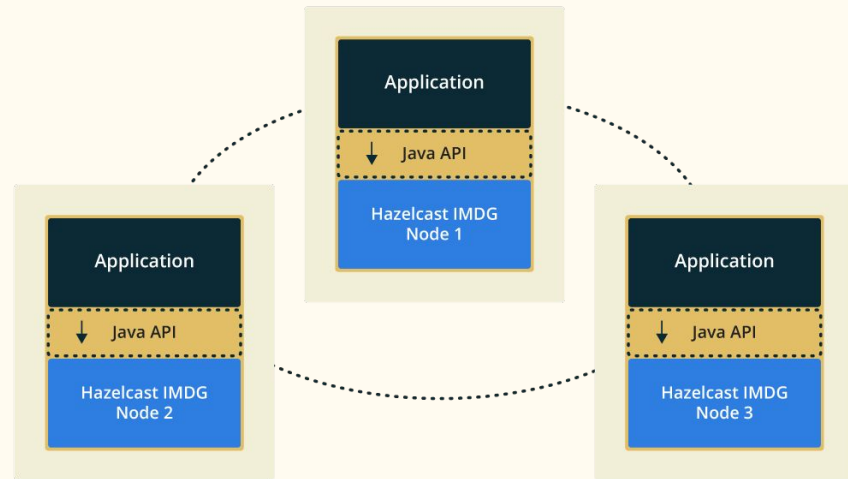 Application
Java API
Hazelcast IMDG
Node 1
Application
Java API
Hazelcast IMDG
Node 2
Application
Java API
Hazelcast IMDG
Node 3